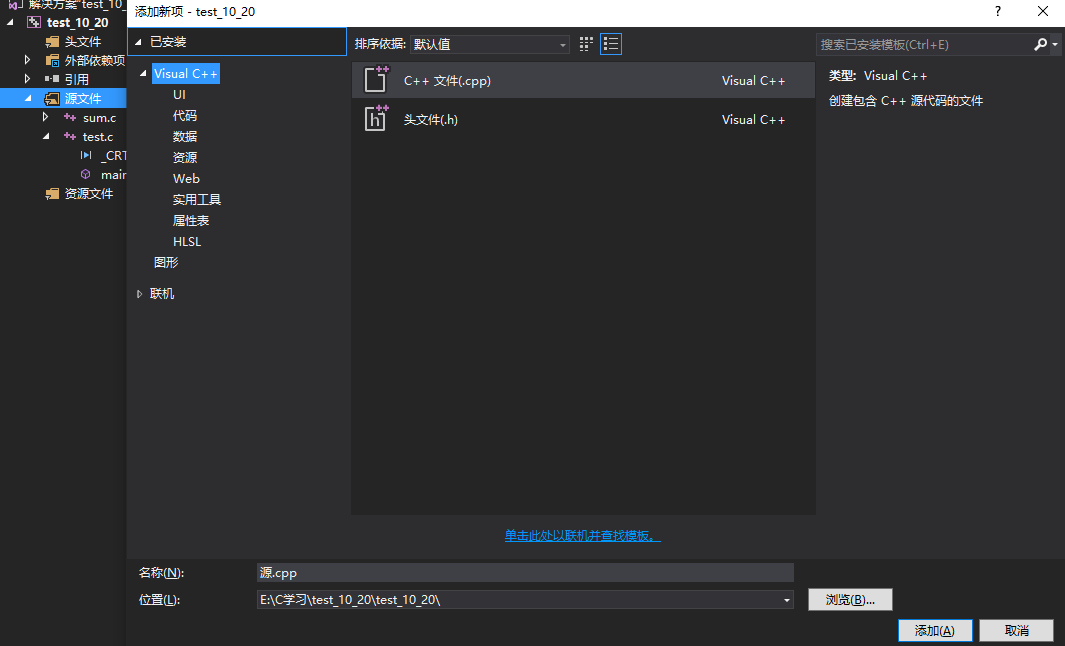 解决方案"test_10_
test_10_20
头文件
外部依赖项
引用
源文件
sum.c
test.c
_CRT
main
资源文件
添加新项 - test_10_20
?
已安装
Visual C++
UI
代码
数据
资源
Web
实用工具
属性表
HLSL
图形
联机
排序依据: 默认值
C++ 文件(.cpp) Visual C++
头文件(.h) Visual C++
单击此处以联机并查找模板。
搜索已安装模板(Ctrl+E)
类型: Visual C++
创建包含 C++ 源代码的文件
名称(N): 源.cpp
位置(L): E:\C学习\test_10_20\test_10_20\
浏览(B)...
添加(A) 取消